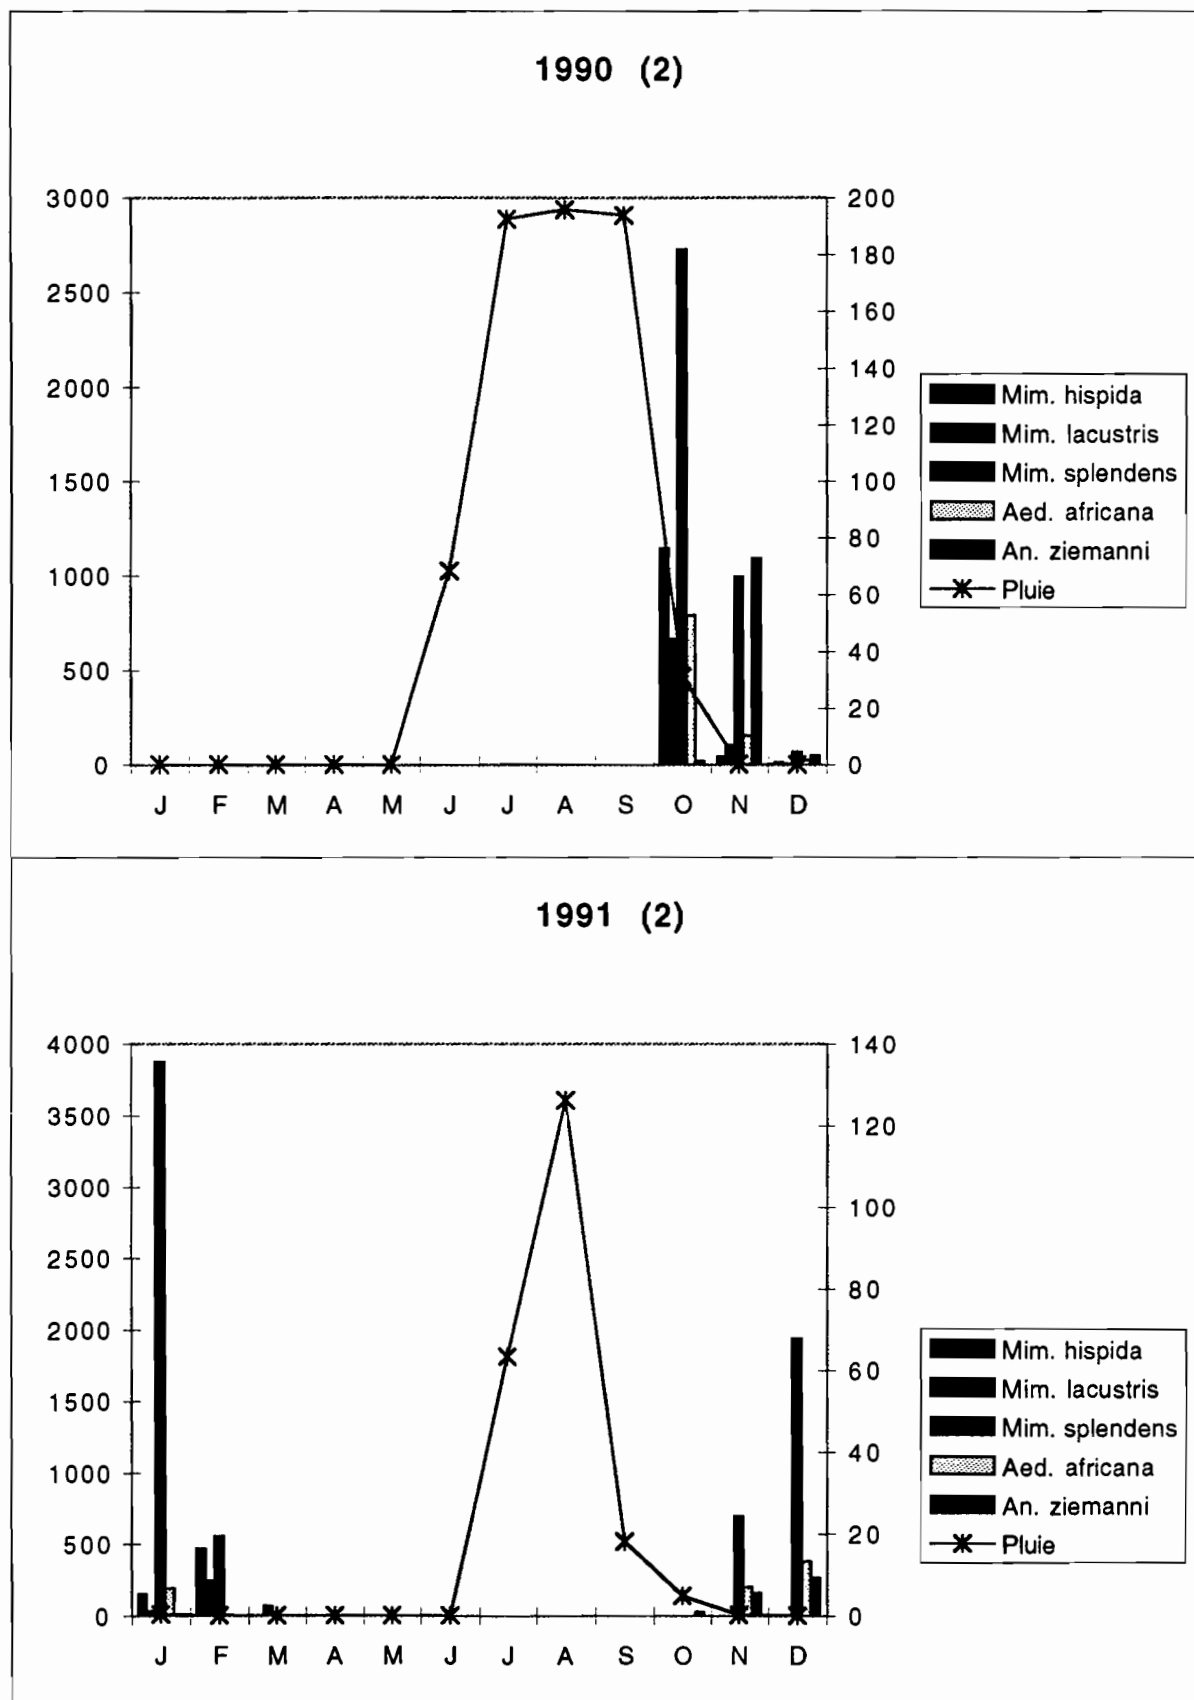 1990 (2)
3000
2500
2000
1500
1000
500
0
200
180
160
140
120
100
80
60
40
20
0
J F M A M J J A S O N D
Mim. hispida
Mim. lacustris
Mim. splendens
Aed. africana
An. ziemanni
Pluie
1991 (2)
4000
3500
3000
2500
2000
1500
1000
500
0
140
120
100
80
60
40
20
0
J F M A M J J A S O N D
Mim. hispida
Mim. lacustris
Mim. splendens
Aed. africana
An. ziemanni
Pluie